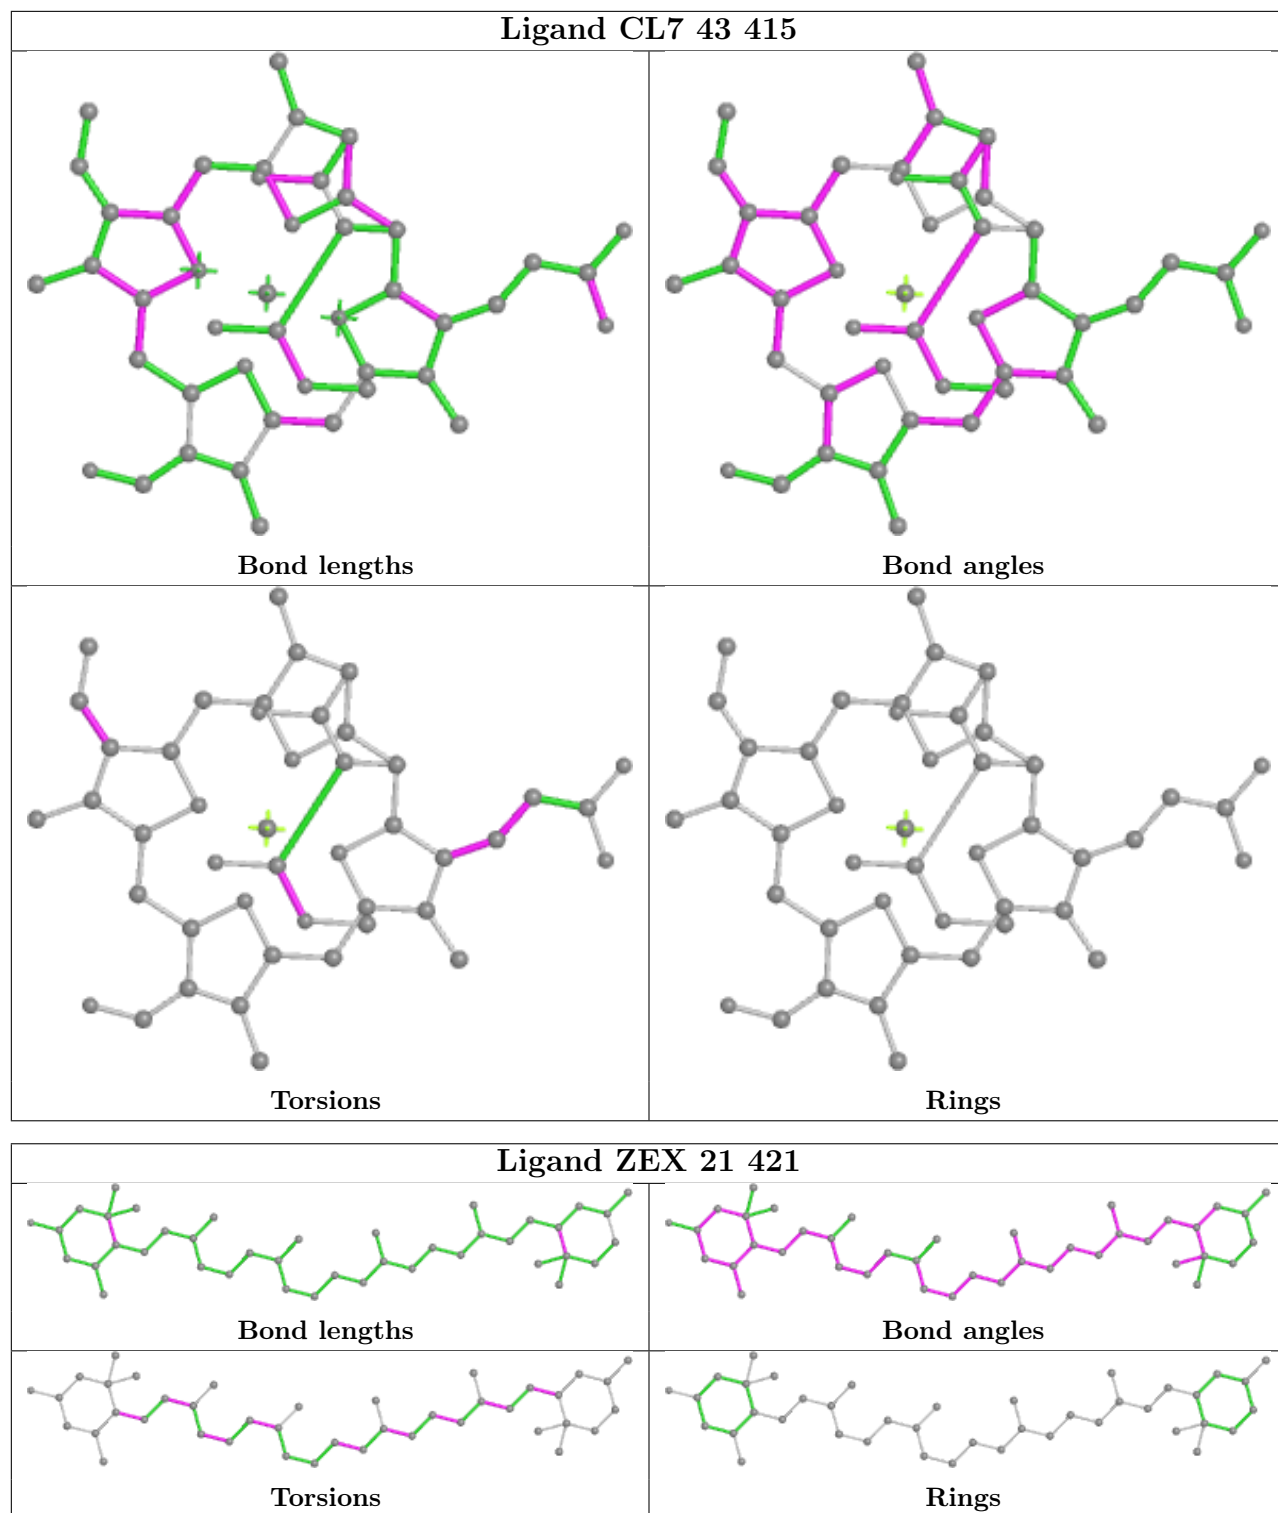 Ligand CL7 43 415
Bond lengths
Bond angles
Torsions
Rings
Ligand ZEX 21 421
Bond lengths
Bond angles
Torsions
Rings